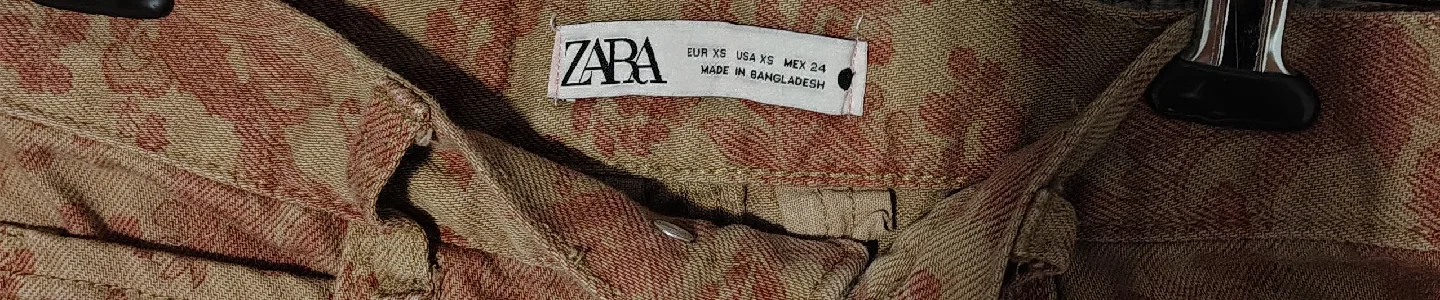 ZARA
EUR XS USA XS MEX 24
MADE IN BANGLADESH